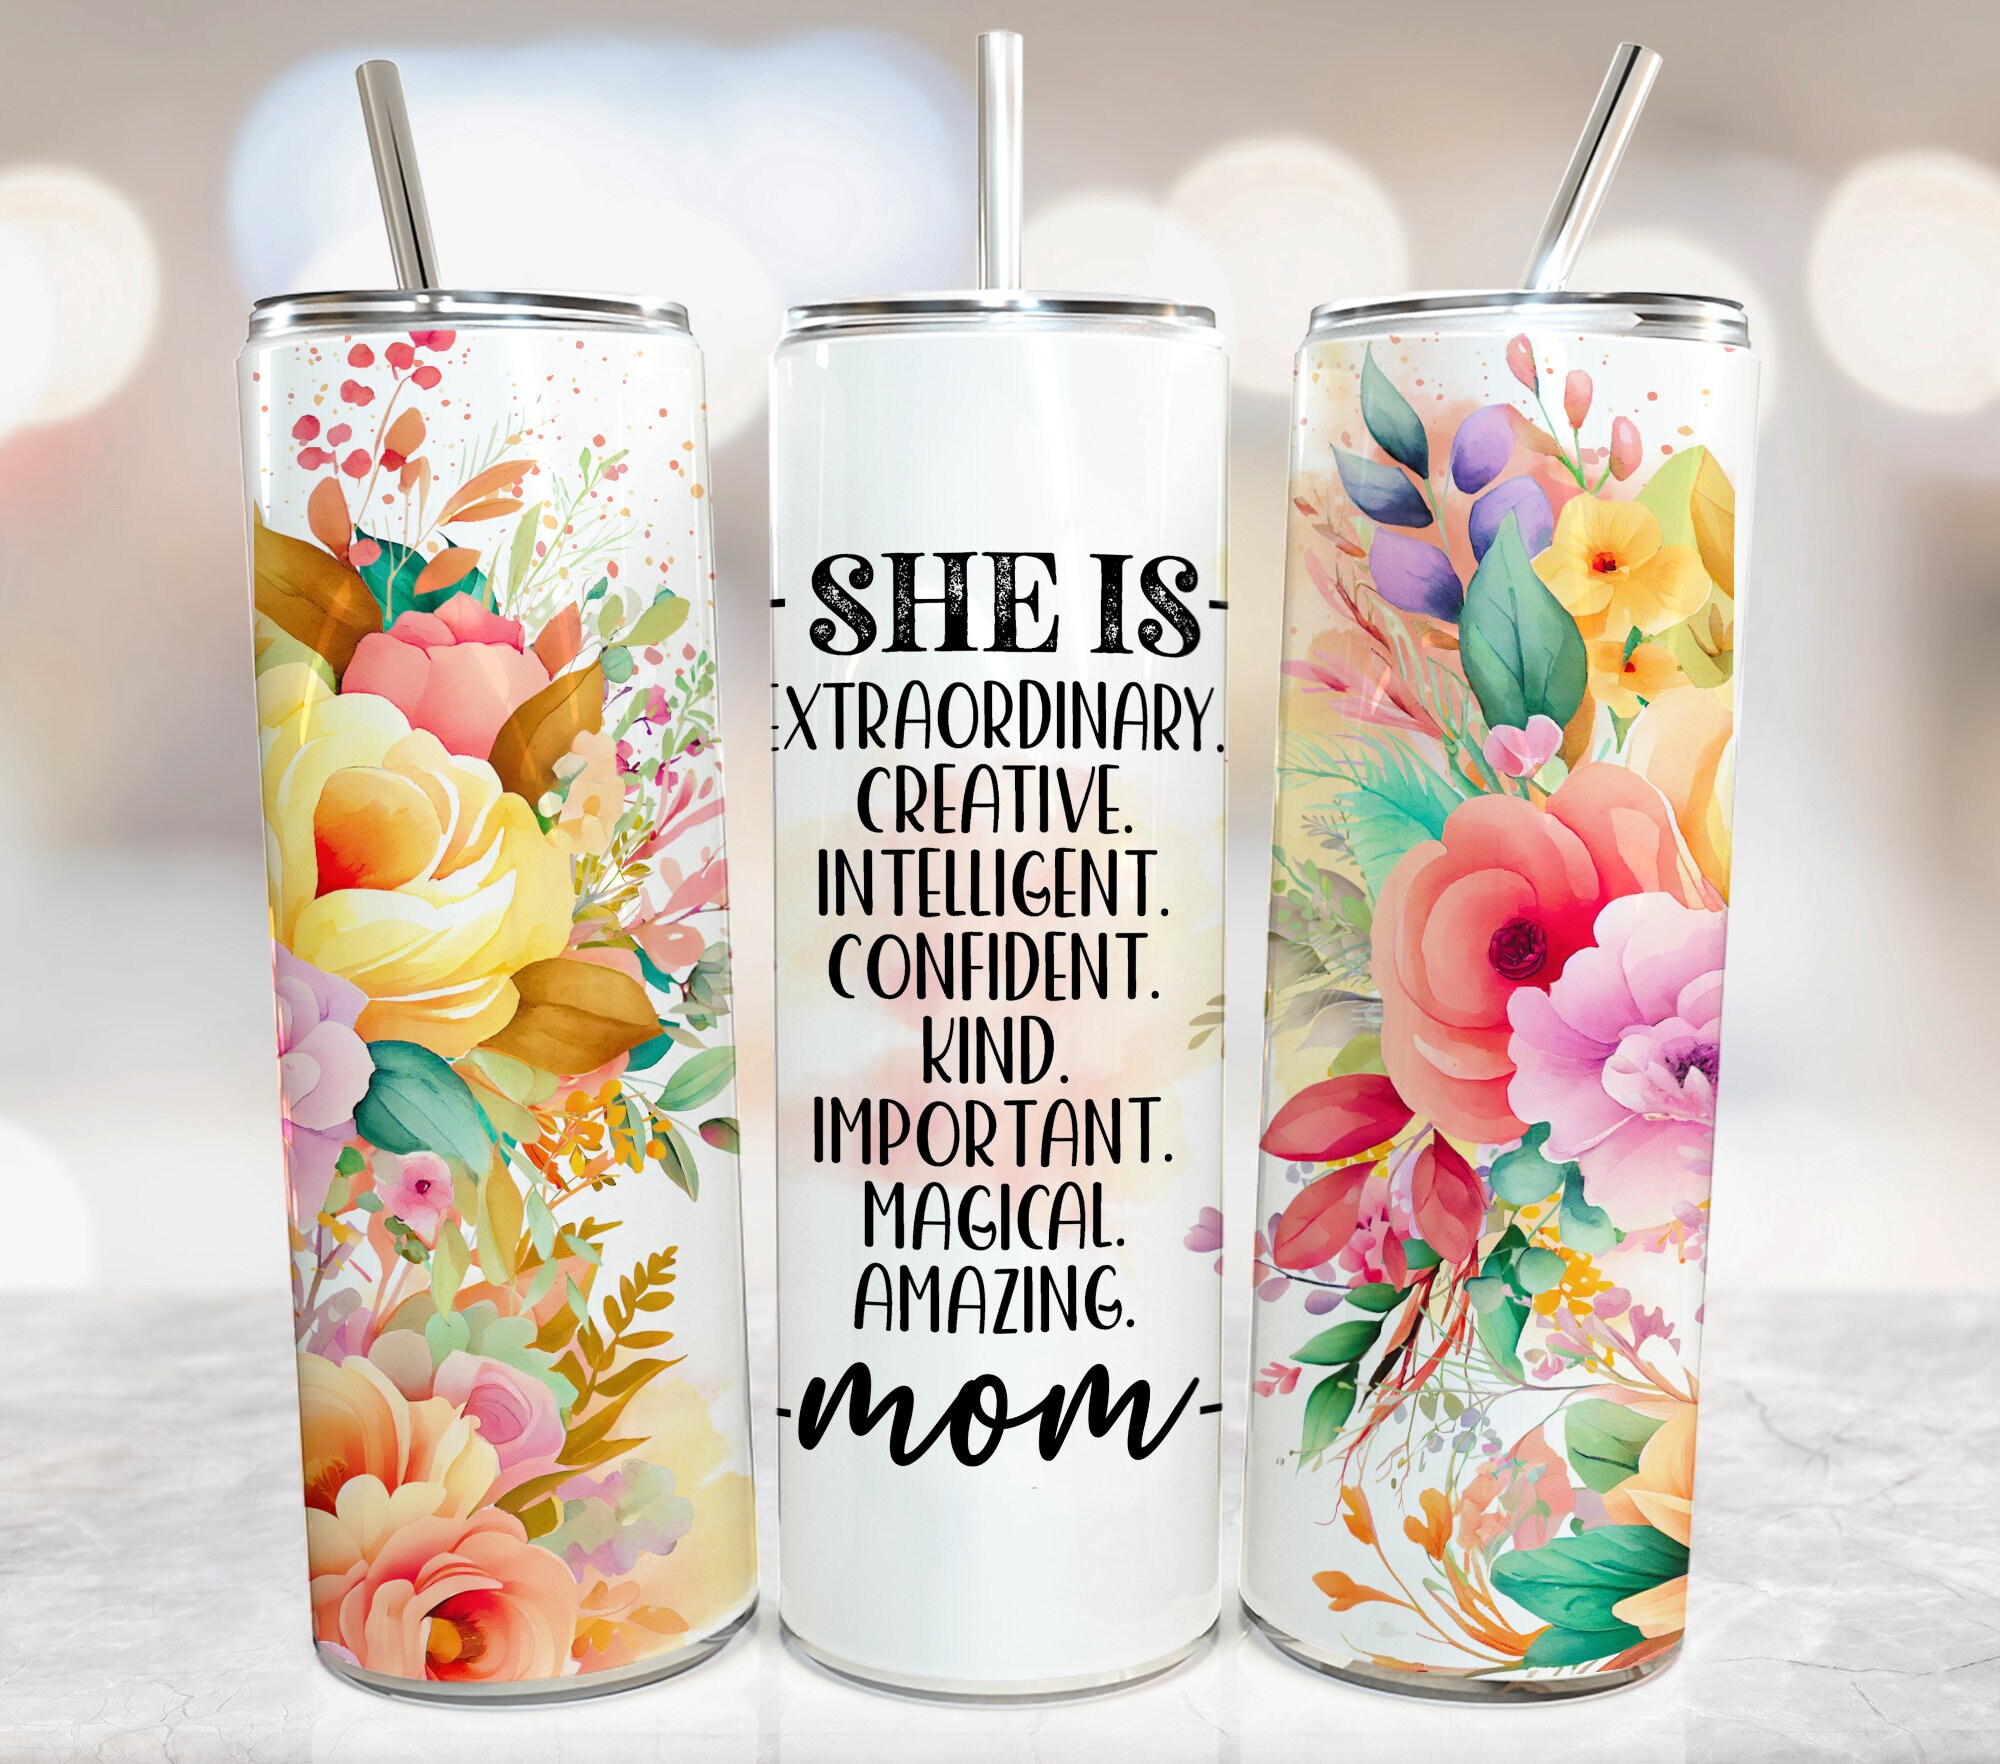 - SHE IS -
EXTRAORDINARY.
CREATIVE.
INTELLIGENT.
CONFIDENT.
KIND.
IMPORTANT.
MAGICAL.
AMAZING.
- mom -